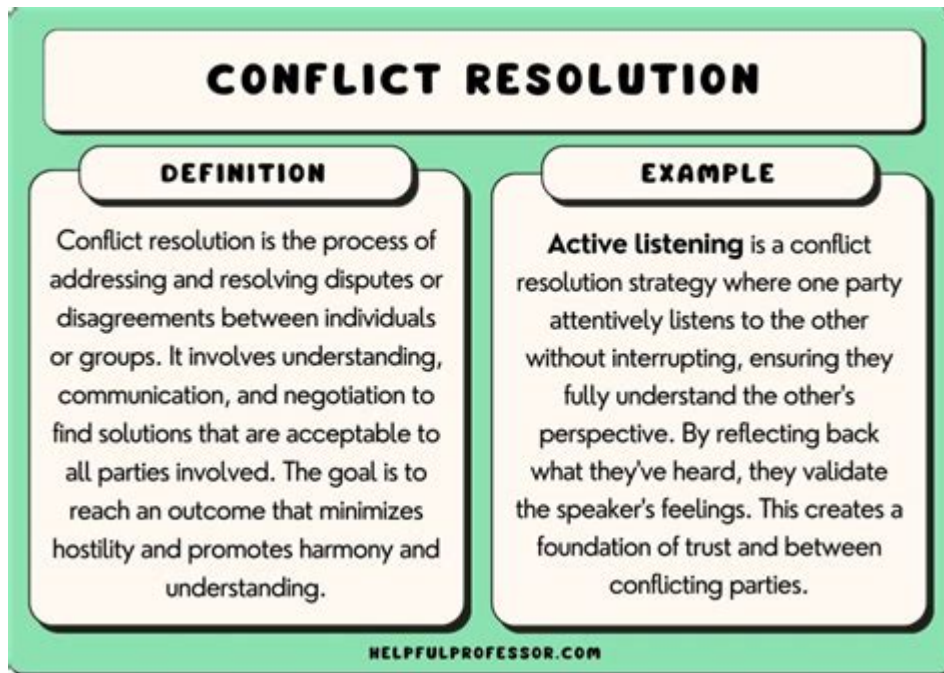 CONFLICT RESOLUTION
DEFINITION
Conflict resolution is the process of
addressing and resolving disputes or
disagreements between individuals
or groups. It involves understanding,
communication, and negotiation to
find solutions that are acceptable to
all parties involved. The goal is to
reach an outcome that minimizes
hostility and promotes harmony and
understanding.
EXAMPLE
Active listening is a conflict
resolution strategy where one party
attentively listens to the other
without interrupting, ensuring they
fully understand the other's
perspective. By reflecting back
what they've heard, they validate
the speaker's feelings. This creates a
foundation of trust and between
conflicting parties.
HELPFULPROFESSOR.COM